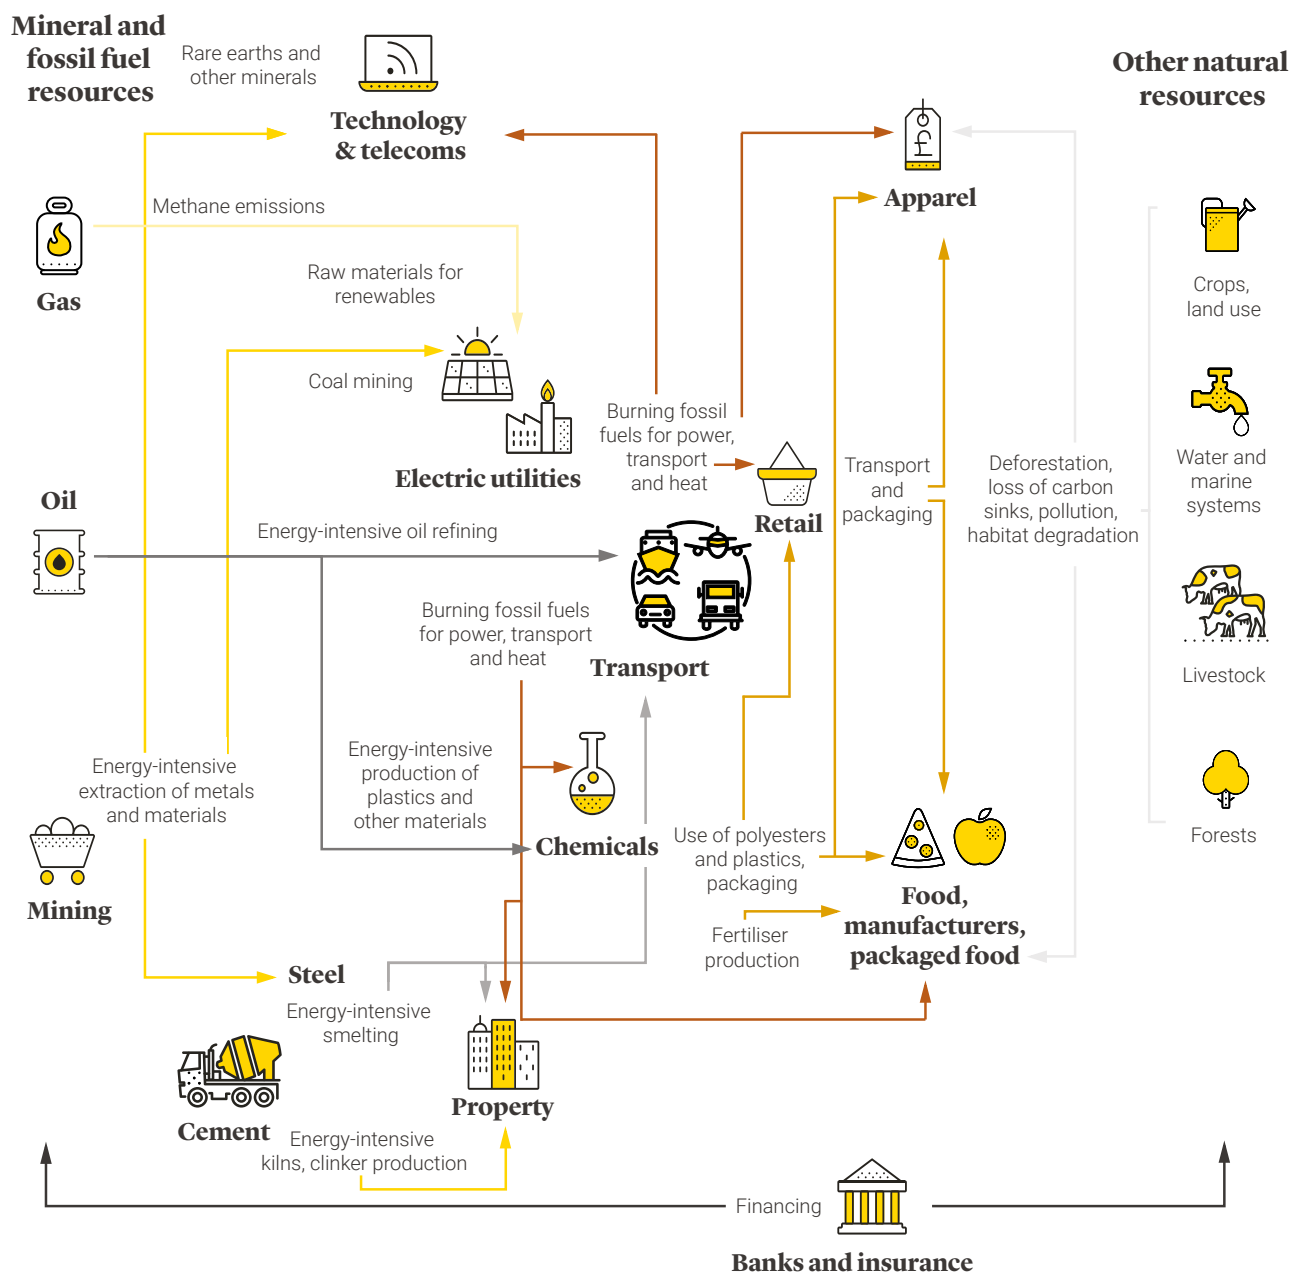 Mineral and
fossil fuel
resources
Rare earths and
other minerals
Technology
& telecoms
Other natural
resources
£
Apparel
Methane emissions
Gas
Raw materials for
renewables
Coal mining
Electric utilities
Crops,
land use
Burning fossil
fuels for power,
transport
and heat
Retail
Transport
and
packaging
Deforestation,
loss of carbon
sinks, pollution,
habitat degradation
Water and
marine
systems
Oil
Energy-intensive oil refining
Burning fossil fuels
for power, transport
and heat
Transport
Livestock
Energy-intensive
extraction of metals
and materials
Energy-intensive
production of
plastics and
other materials
Chemicals
Use of polyesters
and plastics,
packaging
Forests
Mining
Food,
manufacturers,
packaged food
Fertiliser
production
Steel
Energy-intensive
smelting
Property
Cement
Energy-intensive
kilns, clinker production
Financing
Banks and insurance